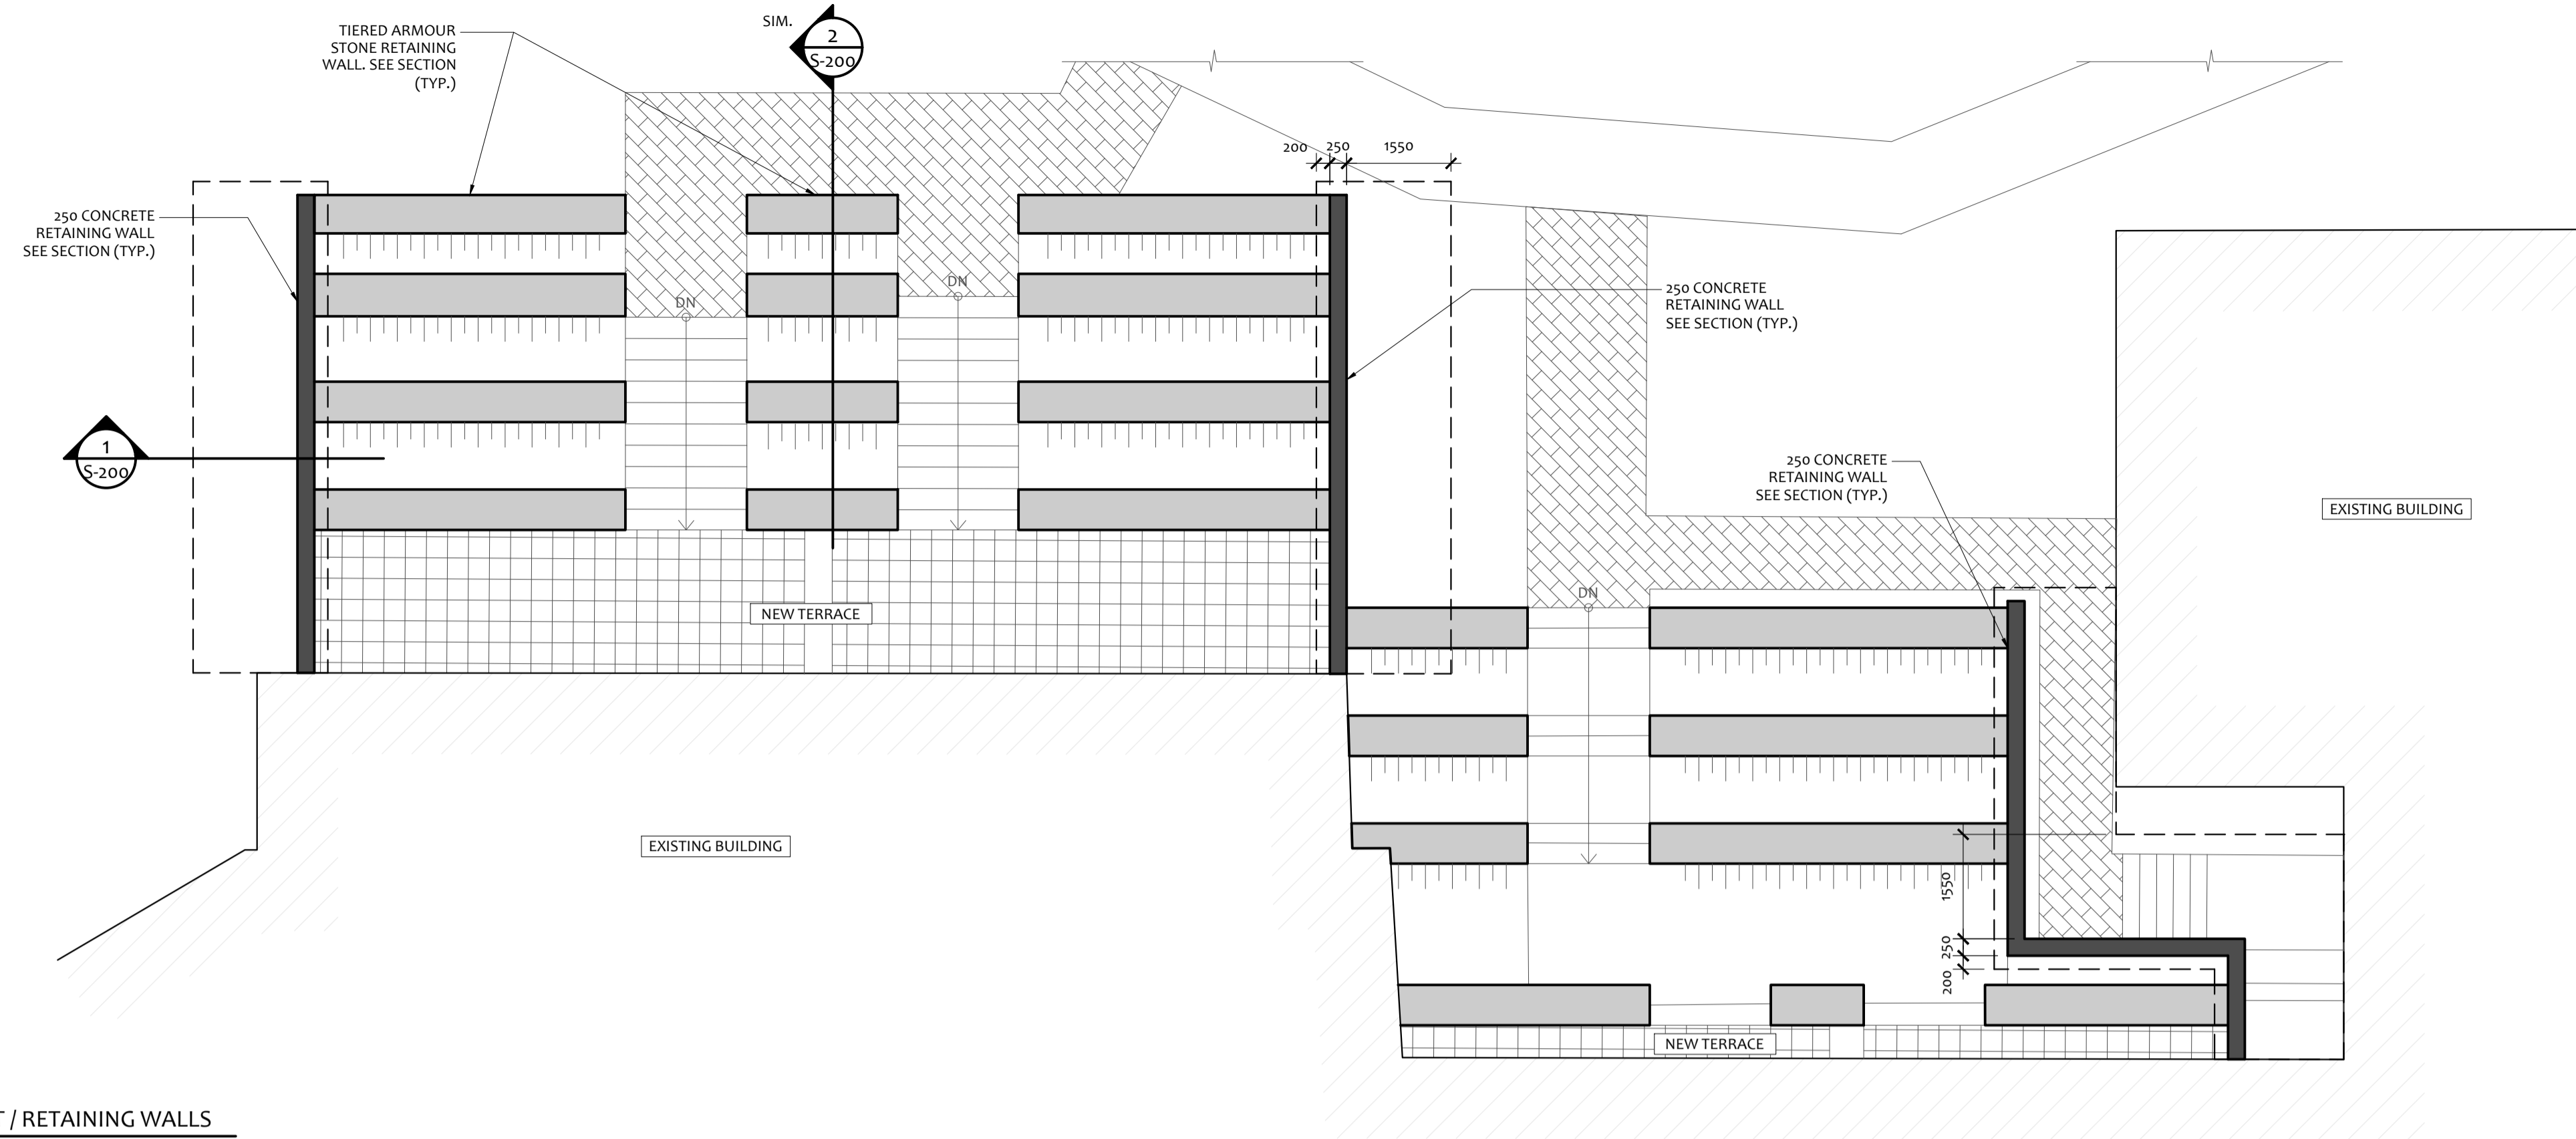 TIERED ARMOUR
STONE RETAINING
WALL. SEE SECTION
(TYP.)
SIM.
2
S-200
200 250 1550
250 CONCRETE
RETAINING WALL
SEE SECTION (TYP.)
DN
DN
250 CONCRETE
RETAINING WALL
SEE SECTION (TYP.)
1
S-200
250 CONCRETE
RETAINING WALL
SEE SECTION (TYP.)
EXISTING BUILDING
DN
NEW TERRACE
EXISTING BUILDING
1550
250
200
NEW TERRACE
/ RETAINING WALLS